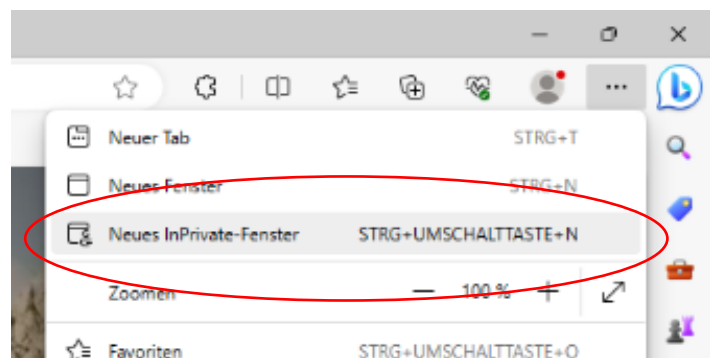 Neuer Tab STRG+T
Neues Fenster STRG+N
Neues InPrivate-Fenster STRG+UMSCHALTTASTE+N
Zoomen — 100 % +
Favoriten STRG+UMSCHALTTASTE+O